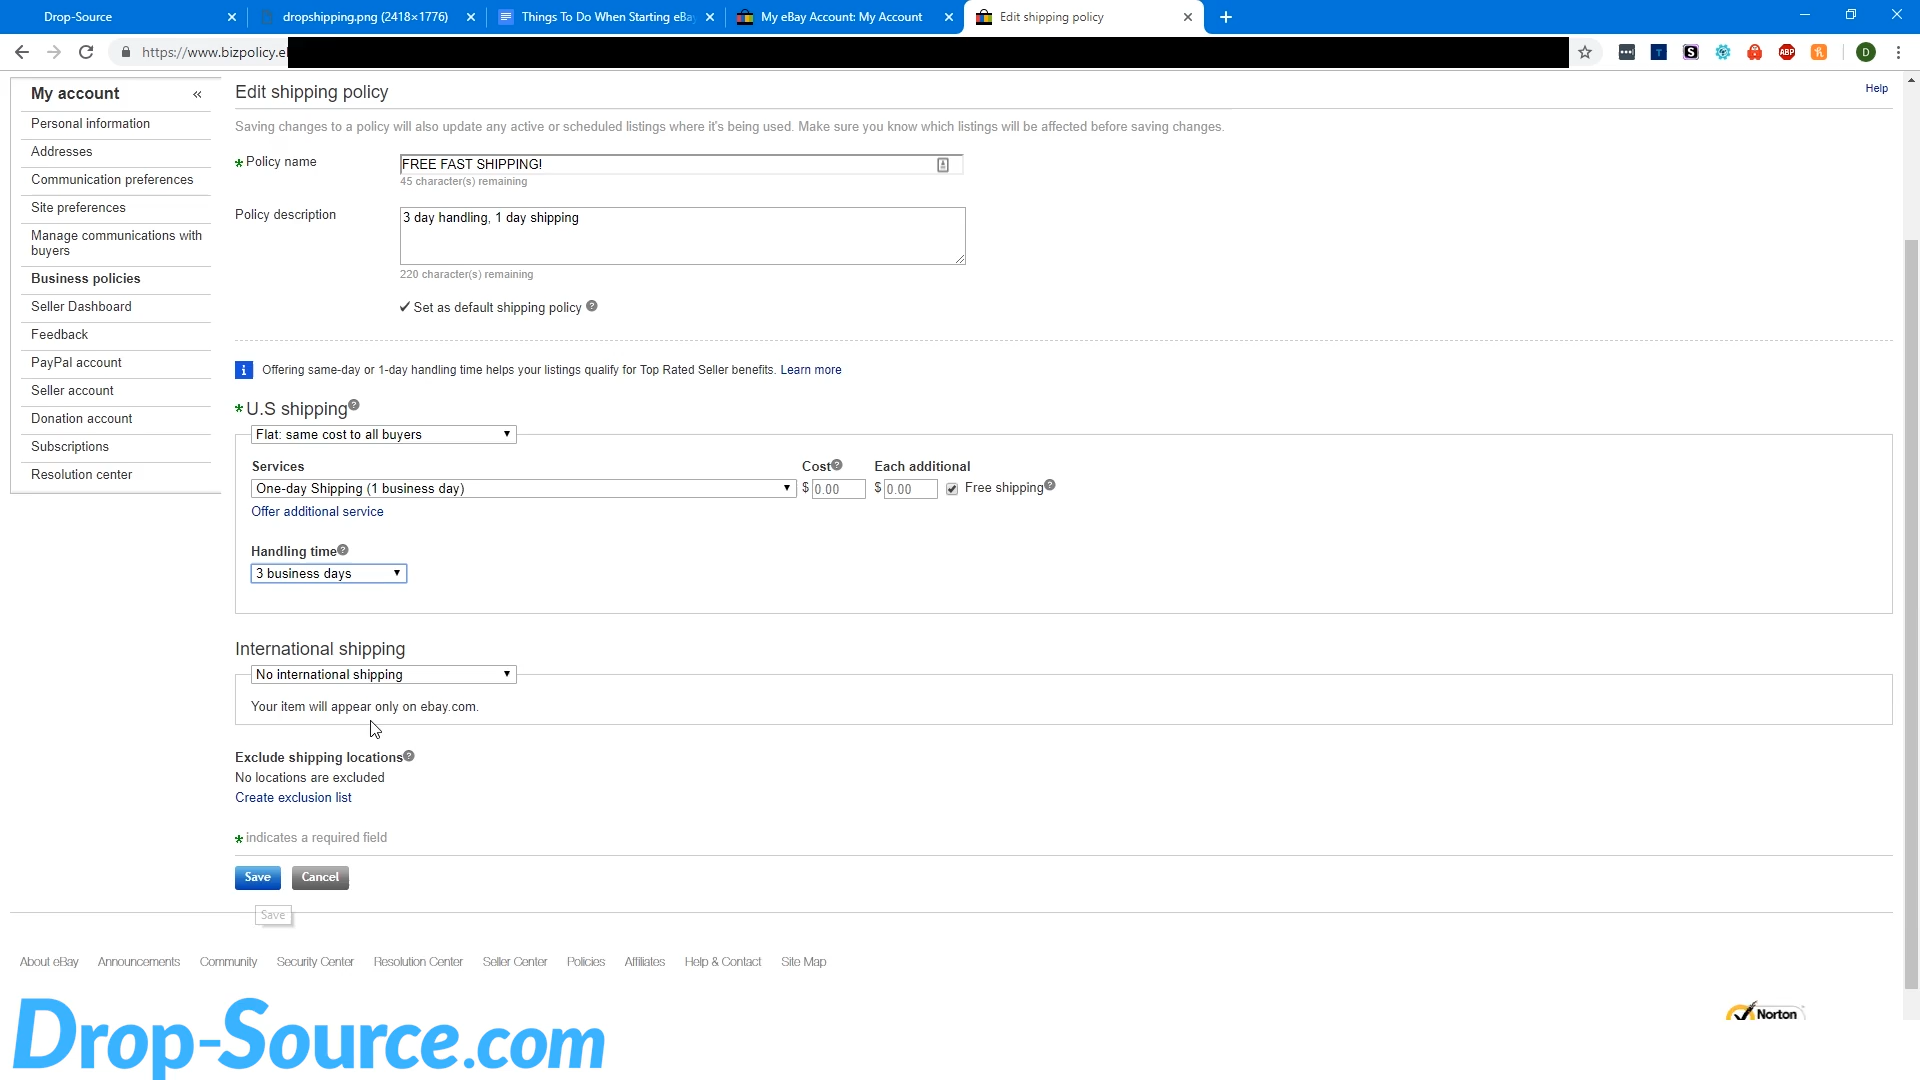 Drop-Source
dropshipping.png (2418×1776)
Things To Do When Starting eBay
My eBay Account: My Account
Edit shipping policy
https://www.bizpolicy.e
ABP
D
My account «
Personal information
Addresses
Communication preferences
Site preferences
Manage communications with
buyers
Business policies
Seller Dashboard
Feedback
PayPal account
Seller account
Donation account
Subscriptions
Resolution center
Edit shipping policy
Help
Saving changes to a policy will also update any active or scheduled listings where it's being used. Make sure you know which listings will be affected before saving changes.
* Policy name
FREE FAST SHIPPING!
45 character(s) remaining
Policy description
3 day handling, 1 day shipping
220 character(s) remaining
✓ Set as default shipping policy ?
i Offering same-day or 1-day handling time helps your listings qualify for Top Rated Seller benefits. Learn more
* U.S shipping ?
Flat: same cost to all buyers
Services Cost ? Each additional
One-day Shipping (1 business day) $ 0.00 $ 0.00 Free shipping ?
Offer additional service
Handling time ?
3 business days
International shipping
No international shipping
Your item will appear only on ebay.com.
Exclude shipping locations ?
No locations are excluded
Create exclusion list
* indicates a required field
Save Cancel
Save
About eBay Announcements Community Security Center Resolution Center Seller Center Policies Affiliates Help & Contact Site Map
Drop-Source.com
Norton